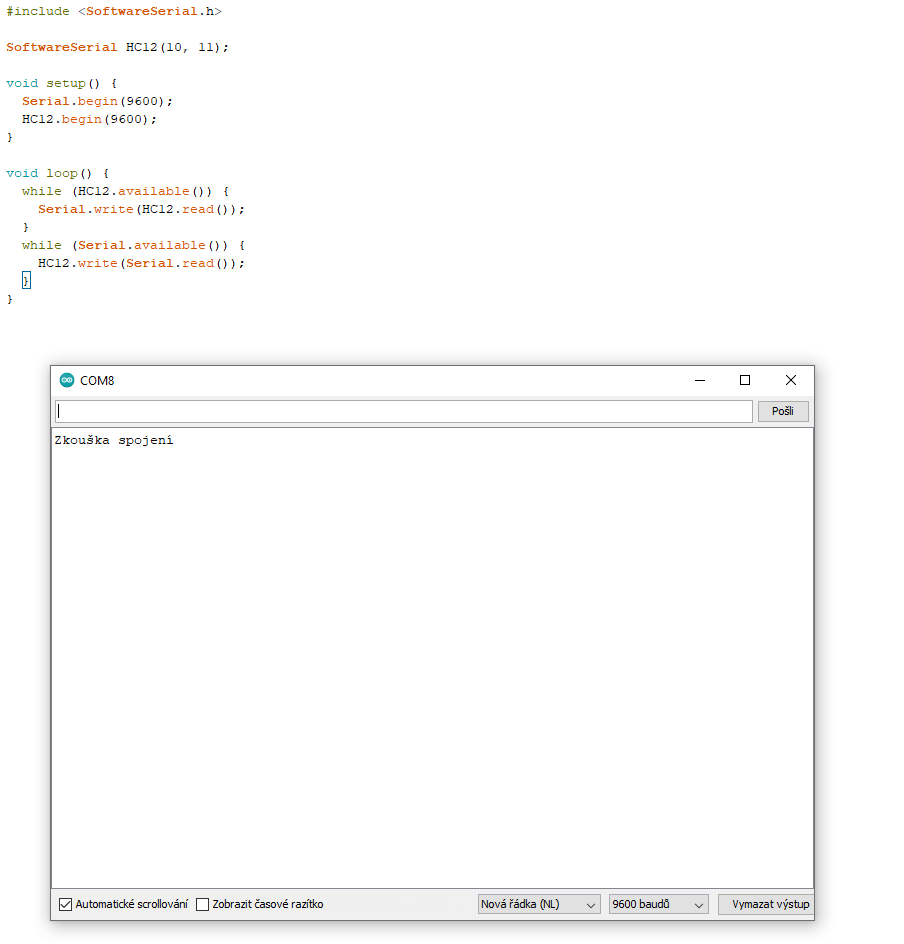 #include <SoftwareSerial.h>
SoftwareSerial HC12(10, 11);
void setup() {
  Serial.begin(9600);
  HC12.begin(9600);
}
void loop() {
  while (HC12.available()) {
    Serial.write(HC12.read());
  }
  while (Serial.available()) {
    HC12.write(Serial.read());
  }
}
COM8
Pošli
Zkouška spojení
Automatické scrollování Zobrazit časové razítko Nová řádka (NL) 9600 baudů Vymazat výstup